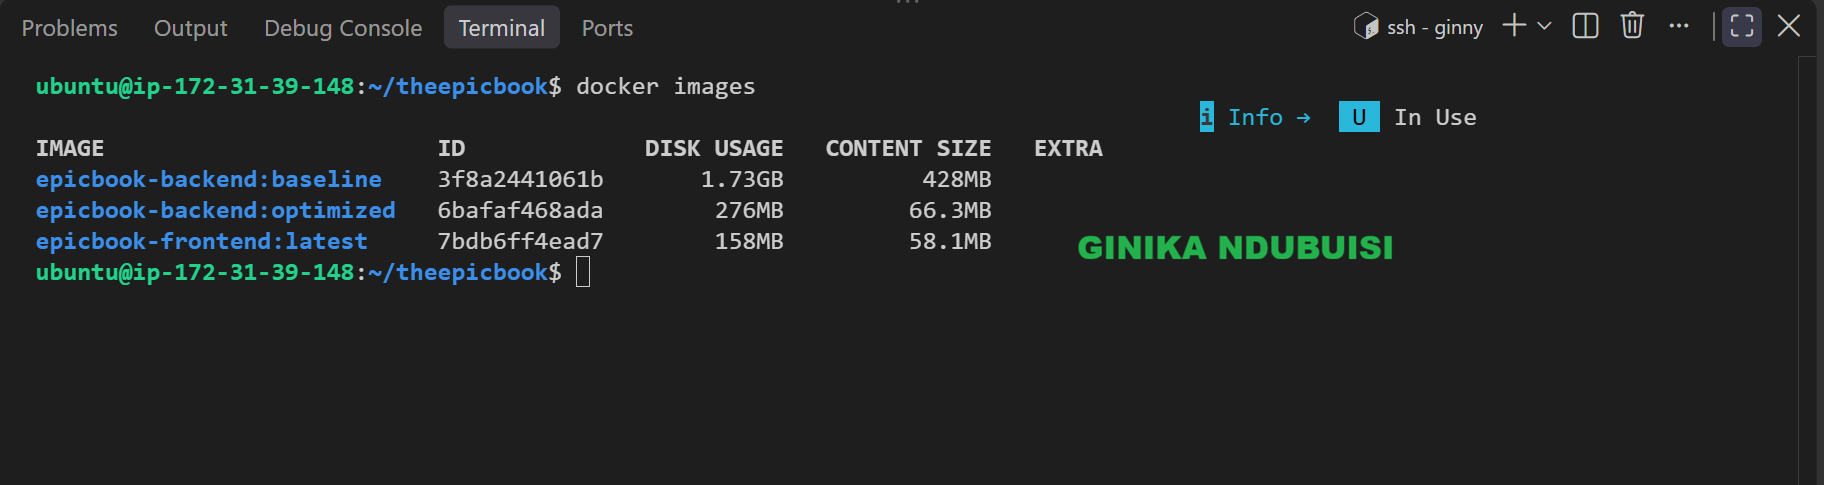 Problems Output Debug Console Terminal Ports ssh - ginny
ubuntu@ip-172-31-39-148:~/theepicbook$ docker images
i Info → U In Use
IMAGE ID DISK USAGE CONTENT SIZE EXTRA
epicbook-backend:baseline 3f8a2441061b 1.73GB 428MB
epicbook-backend:optimized 6bafaf468ada 276MB 66.3MB
epicbook-frontend:latest 7bdb6ff4ead7 158MB 58.1MB
GINIKA NDUBUISI
ubuntu@ip-172-31-39-148:~/theepicbook$